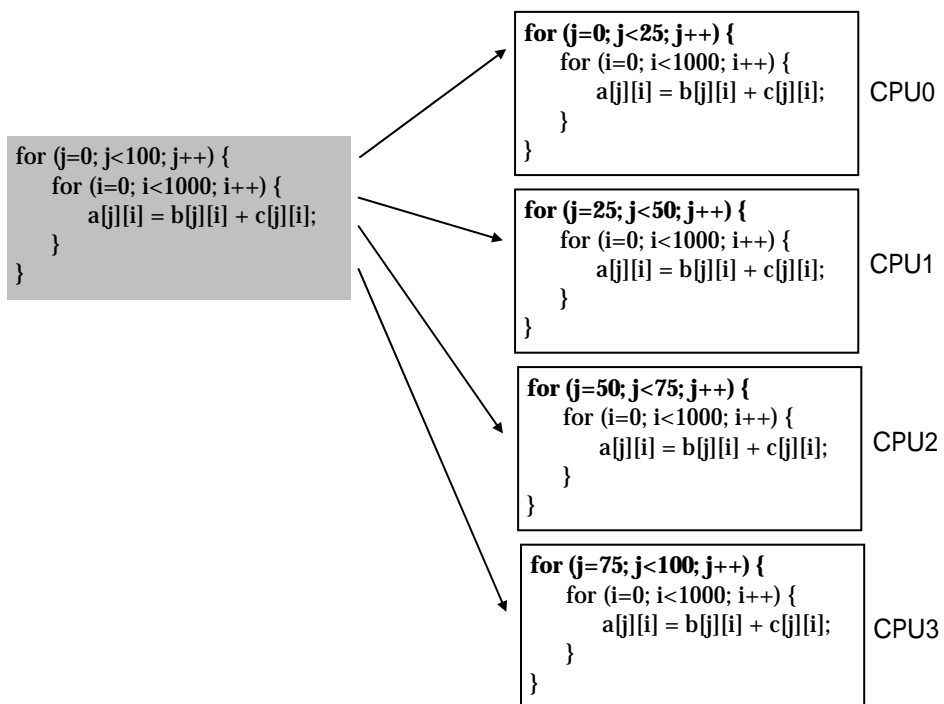 for (j=0; j<100; j++) {
for (i=0; i<1000; i++) {
a[j][i] = b[j][i] + c[j][i];
}
}
for (j=0; j<25; j++) {
for (i=0; i<1000; i++) {
a[j][i] = b[j][i] + c[j][i];
}
}
CPU0
for (j=25; j<50; j++) {
for (i=0; i<1000; i++) {
a[j][i] = b[j][i] + c[j][i];
}
}
CPU1
for (j=50; j<75; j++) {
for (i=0; i<1000; i++) {
a[j][i] = b[j][i] + c[j][i];
}
}
CPU2
for (j=75; j<100; j++) {
for (i=0; i<1000; i++) {
a[j][i] = b[j][i] + c[j][i];
}
}
CPU3